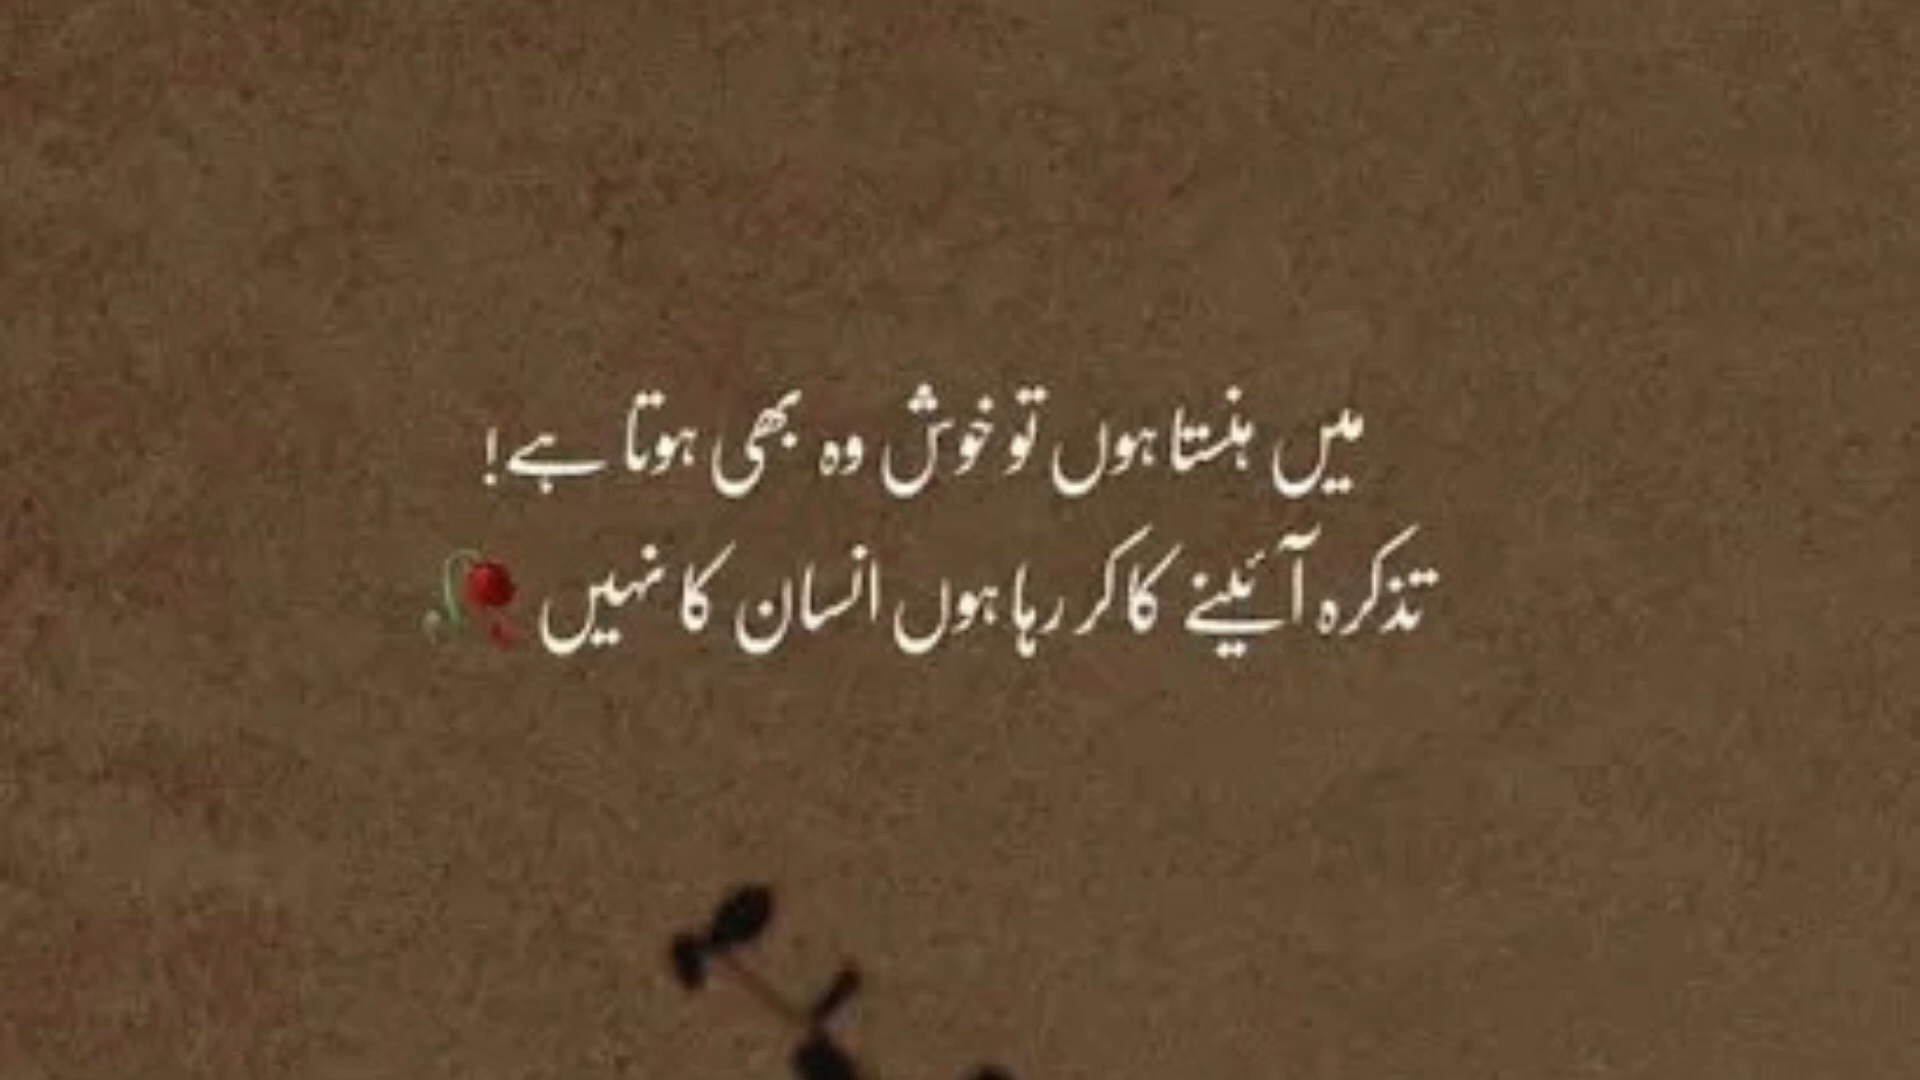 میں ہنستا ہوں تو خوش وہ بھی ہوتا ہے!
تذکرہ آئینے کا کر رہا ہوں انسان کا نہیں 🥀